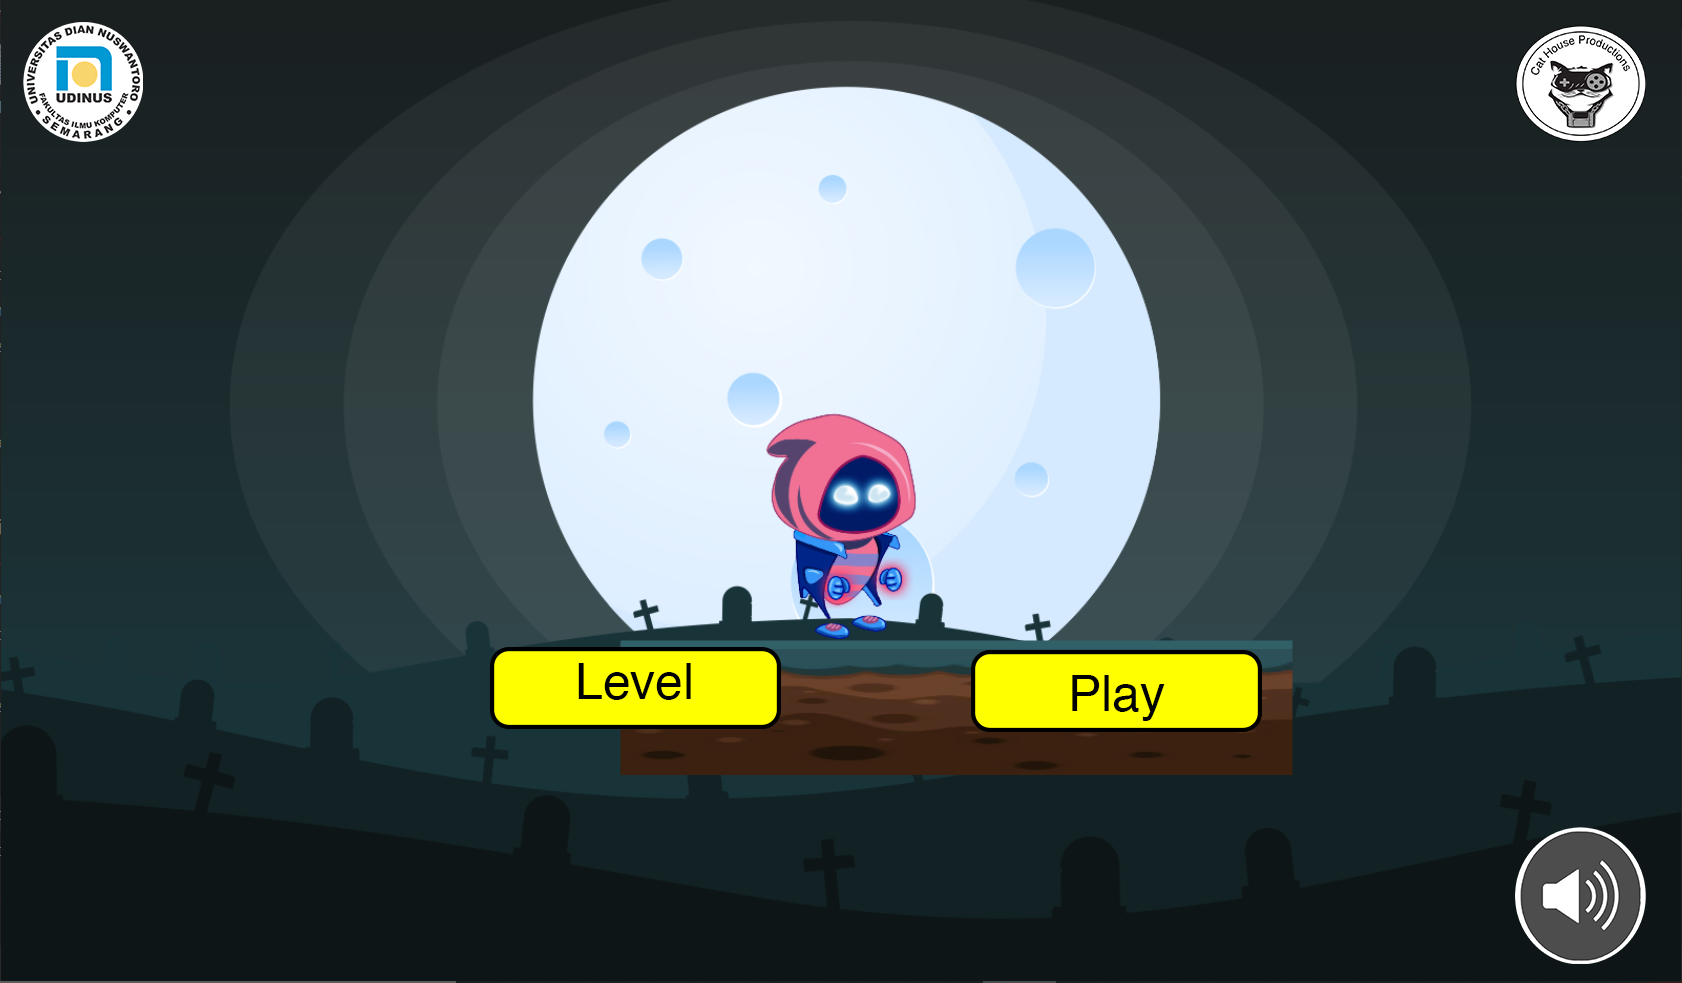 UNIVERSITAS DIAN NUSWANTORO
UDINUS
FAKULTAS ILMU KOMPUTER
• SEMARANG •
Cat House Productions
Level
Play